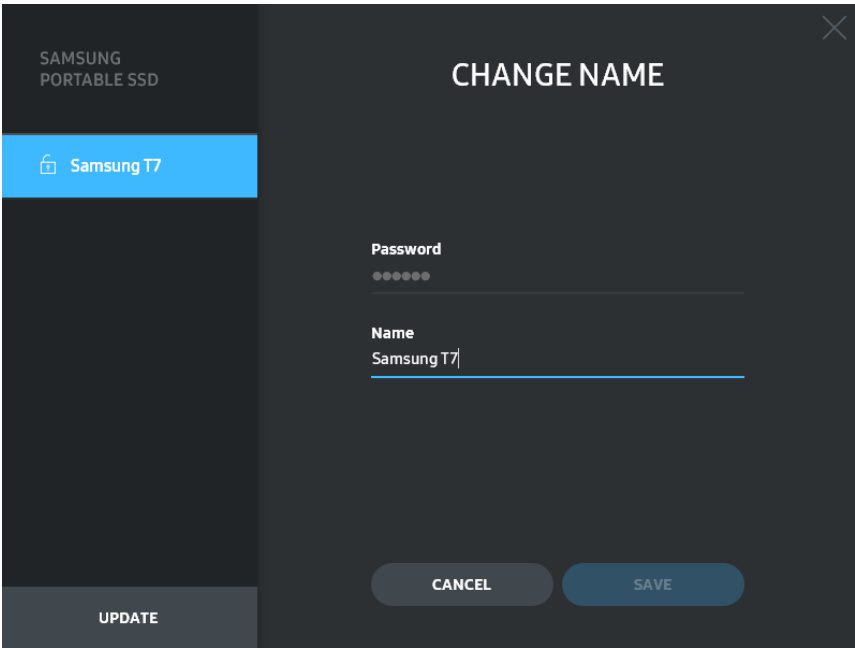 SAMSUNG
PORTABLE SSD
Samsung T7
UPDATE
CHANGE NAME
Password
●●●●●●
Name
Samsung T7
CANCEL
SAVE